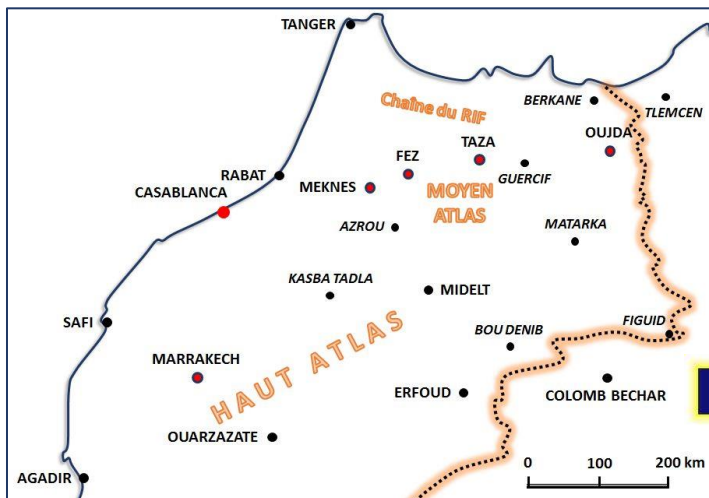 TANGER
Chaîne du RIF
BERKANE
TLEMCEN
OUJDA
TAZA
FEZ
GUERCIF
RABAT
MEKNES
CASABLANCA
MOYEN
ATLAS
AZROU
MATARKA
KASBA TADLA
MIDELT
SAFI
BOU DENIB
FIGUID
HAUT ATLAS
MARRAKECH
ERFOUD
COLOMB BECHAR
OUARZAZATE
AGADIR
0 100 200 km